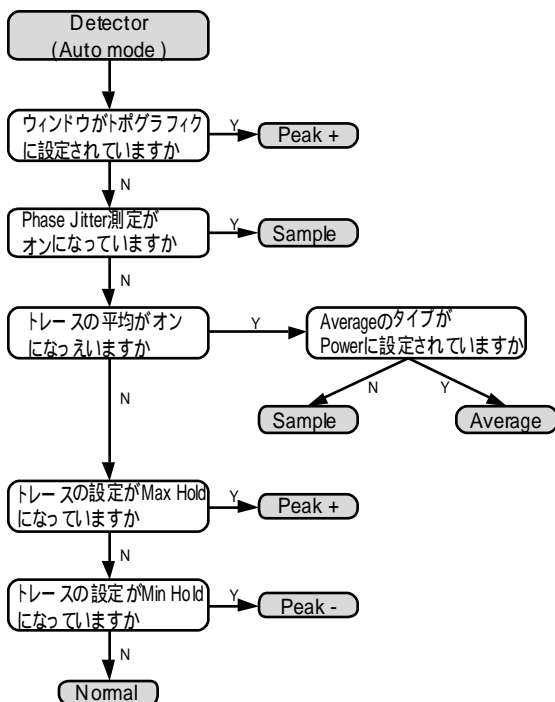 Detector
(Auto mode)
ウィンドウがトポグラフィク
に設定されていますか
Y
Peak +
N
Phase Jitter測定が
オンになっていますか
Y
Sample
N
トレースの平均がオン
になっえいますか
Y
Averageのタイプが
Powerに設定されていますか
N
N
Y
Sample
Average
トレースの設定がMax Hold
になっていますか
Y
Peak +
N
トレースの設定がMin Hold
になっていますか
Y
Peak -
N
Normal